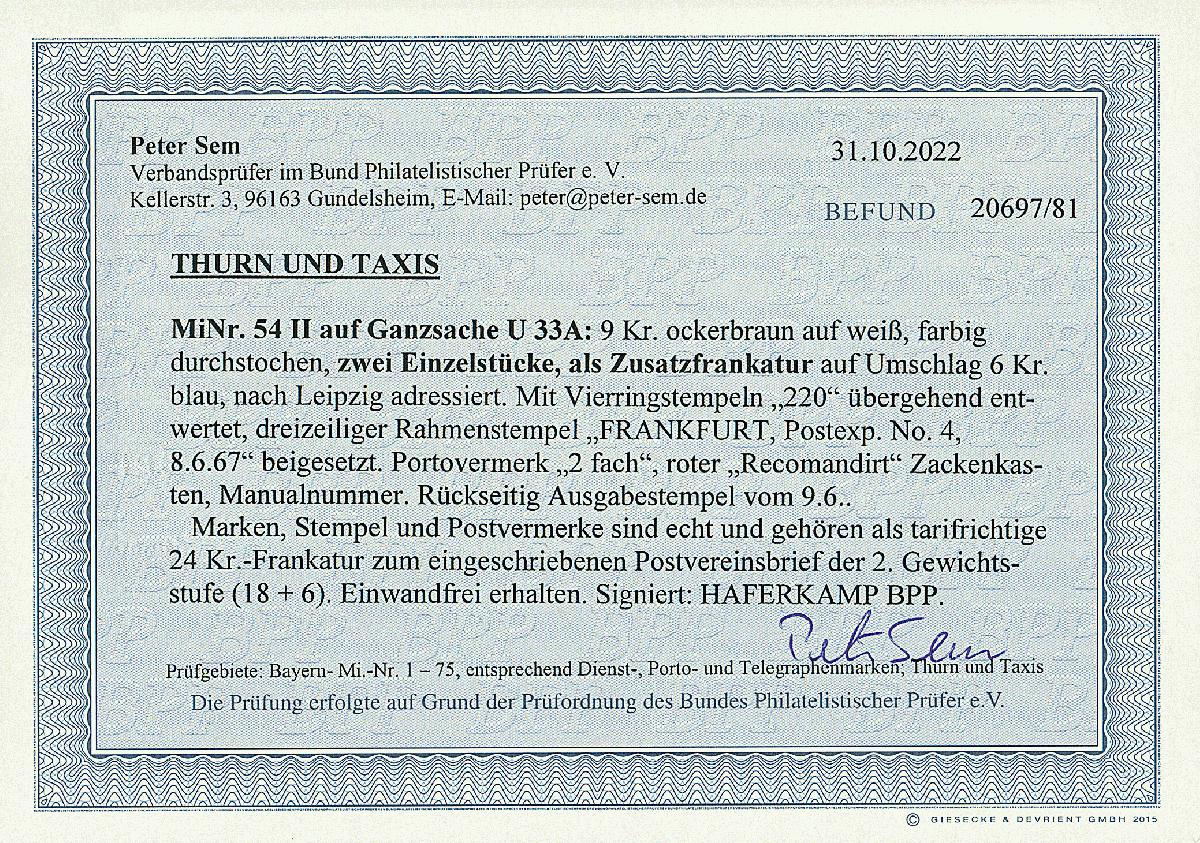 Peter Sem
Verbandsprüfer im Bund Philatelistischer Prüfer e. V.
Kellerstr. 3, 96163 Gundelsheim, E-Mail: peter@peter-sem.de
31.10.2022
BEFUND 20697/81
THURN UND TAXIS
MiNr. 54 II auf Ganzsache U 33A: 9 Kr. ockerbraun auf weiß, farbig
durchstochen, zwei Einzelstücke, als Zusatzfrankatur auf Umschlag 6 Kr.
blau, nach Leipzig adressiert. Mit Vierringstempeln „220“ übergehend ent-
wertet, dreizeiliger Rahmenstempel „FRANKFURT, Postexp. No. 4,
8.6.67“ beigesetzt. Portovermerk „2 fach“, roter „Recomandirt“ Zackenkas-
ten, Manualnummer. Rückseitig Ausgabestempel vom 9.6..
Marken, Stempel und Postvermerke sind echt und gehören als tarifrichtige
24 Kr.-Frankatur zum eingeschriebenen Postvereinsbrief der 2. Gewichts-
stufe (18 + 6). Einwandfrei erhalten. Signiert: HAFERKAMP BPP.
Peter Sem
Prüfgebiete: Bayern- Mi.-Nr. 1 – 75, entsprechend Dienst-, Porto- und Telegraphenmarken; Thurn und Taxis
Die Prüfung erfolgte auf Grund der Prüfordnung des Bundes Philatelistischer Prüfer e.V.
© GIESECKE & DEVRIENT GMBH 2015